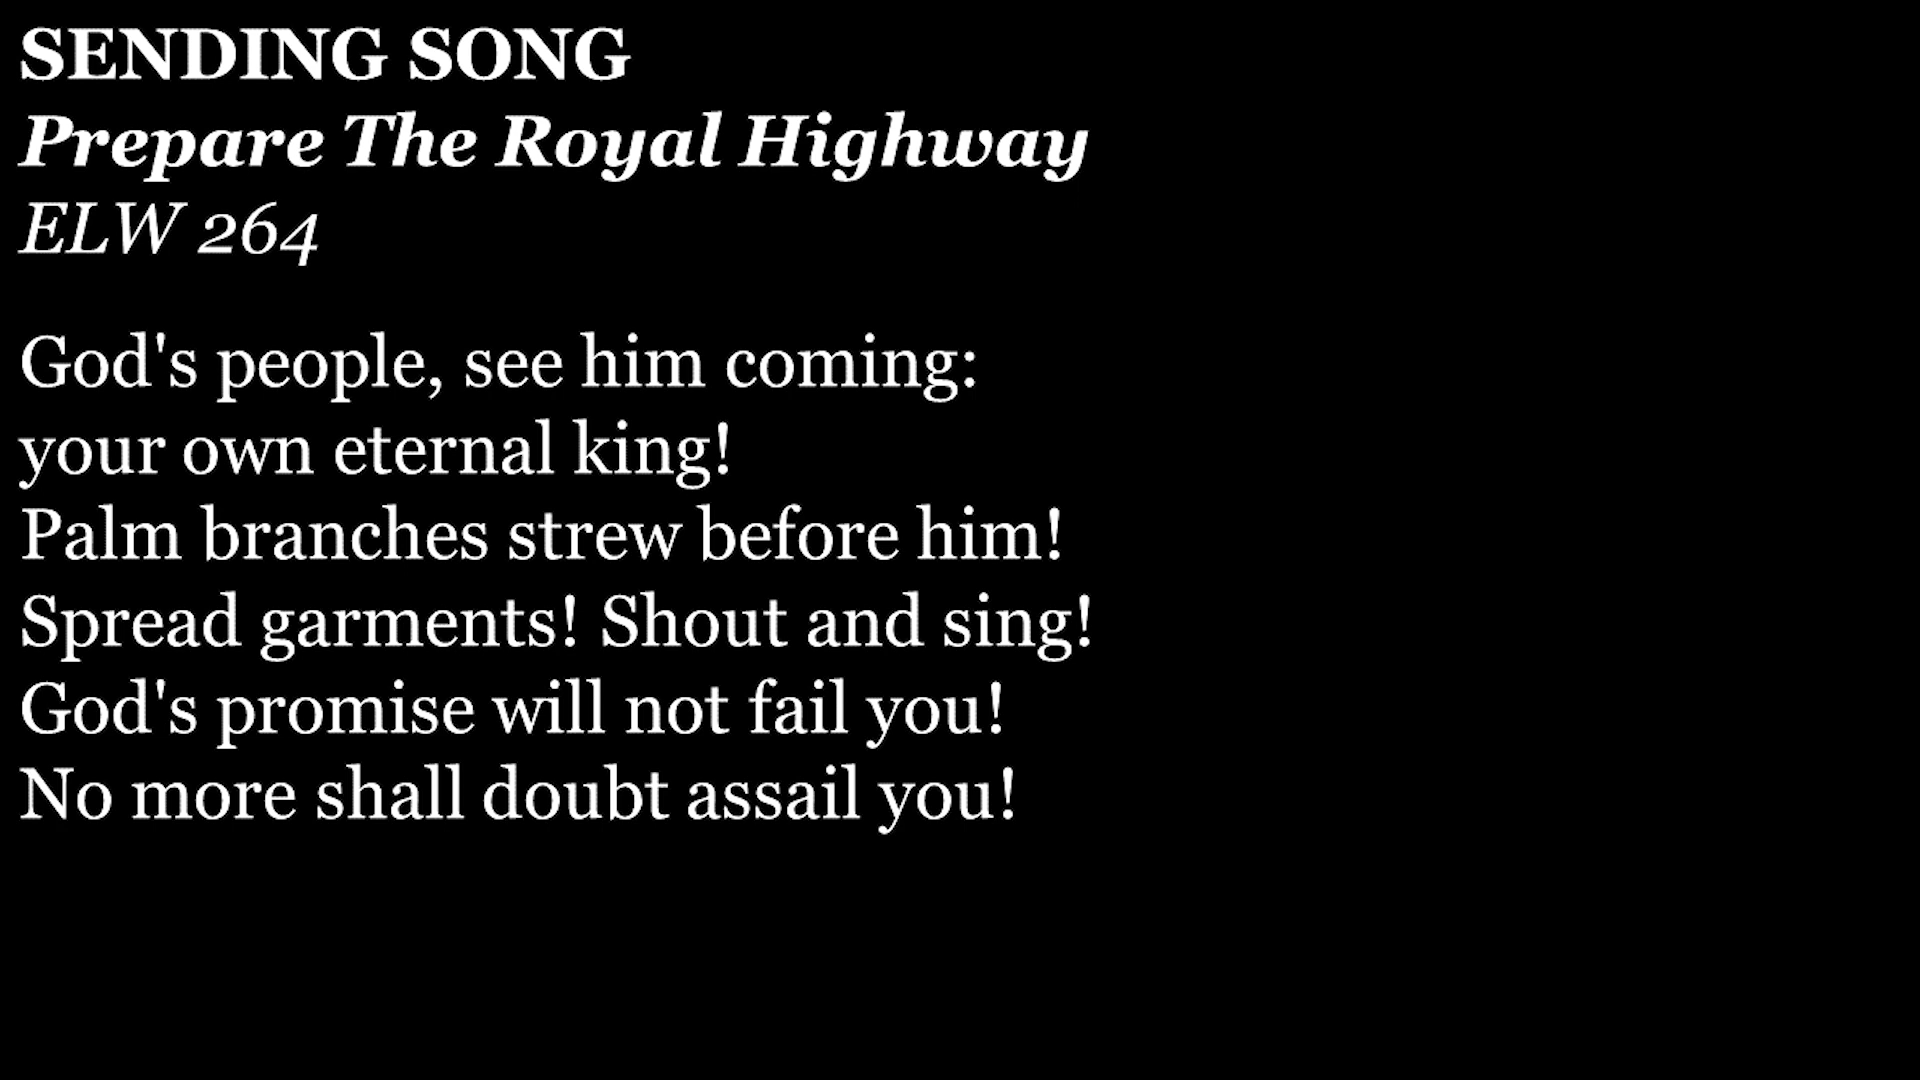 SENDING SONG
Prepare The Royal Highway
ELW 264
God's people, see him coming:
your own eternal king!
Palm branches strew before him!
Spread garments! Shout and sing!
God's promise will not fail you!
No more shall doubt assail you!